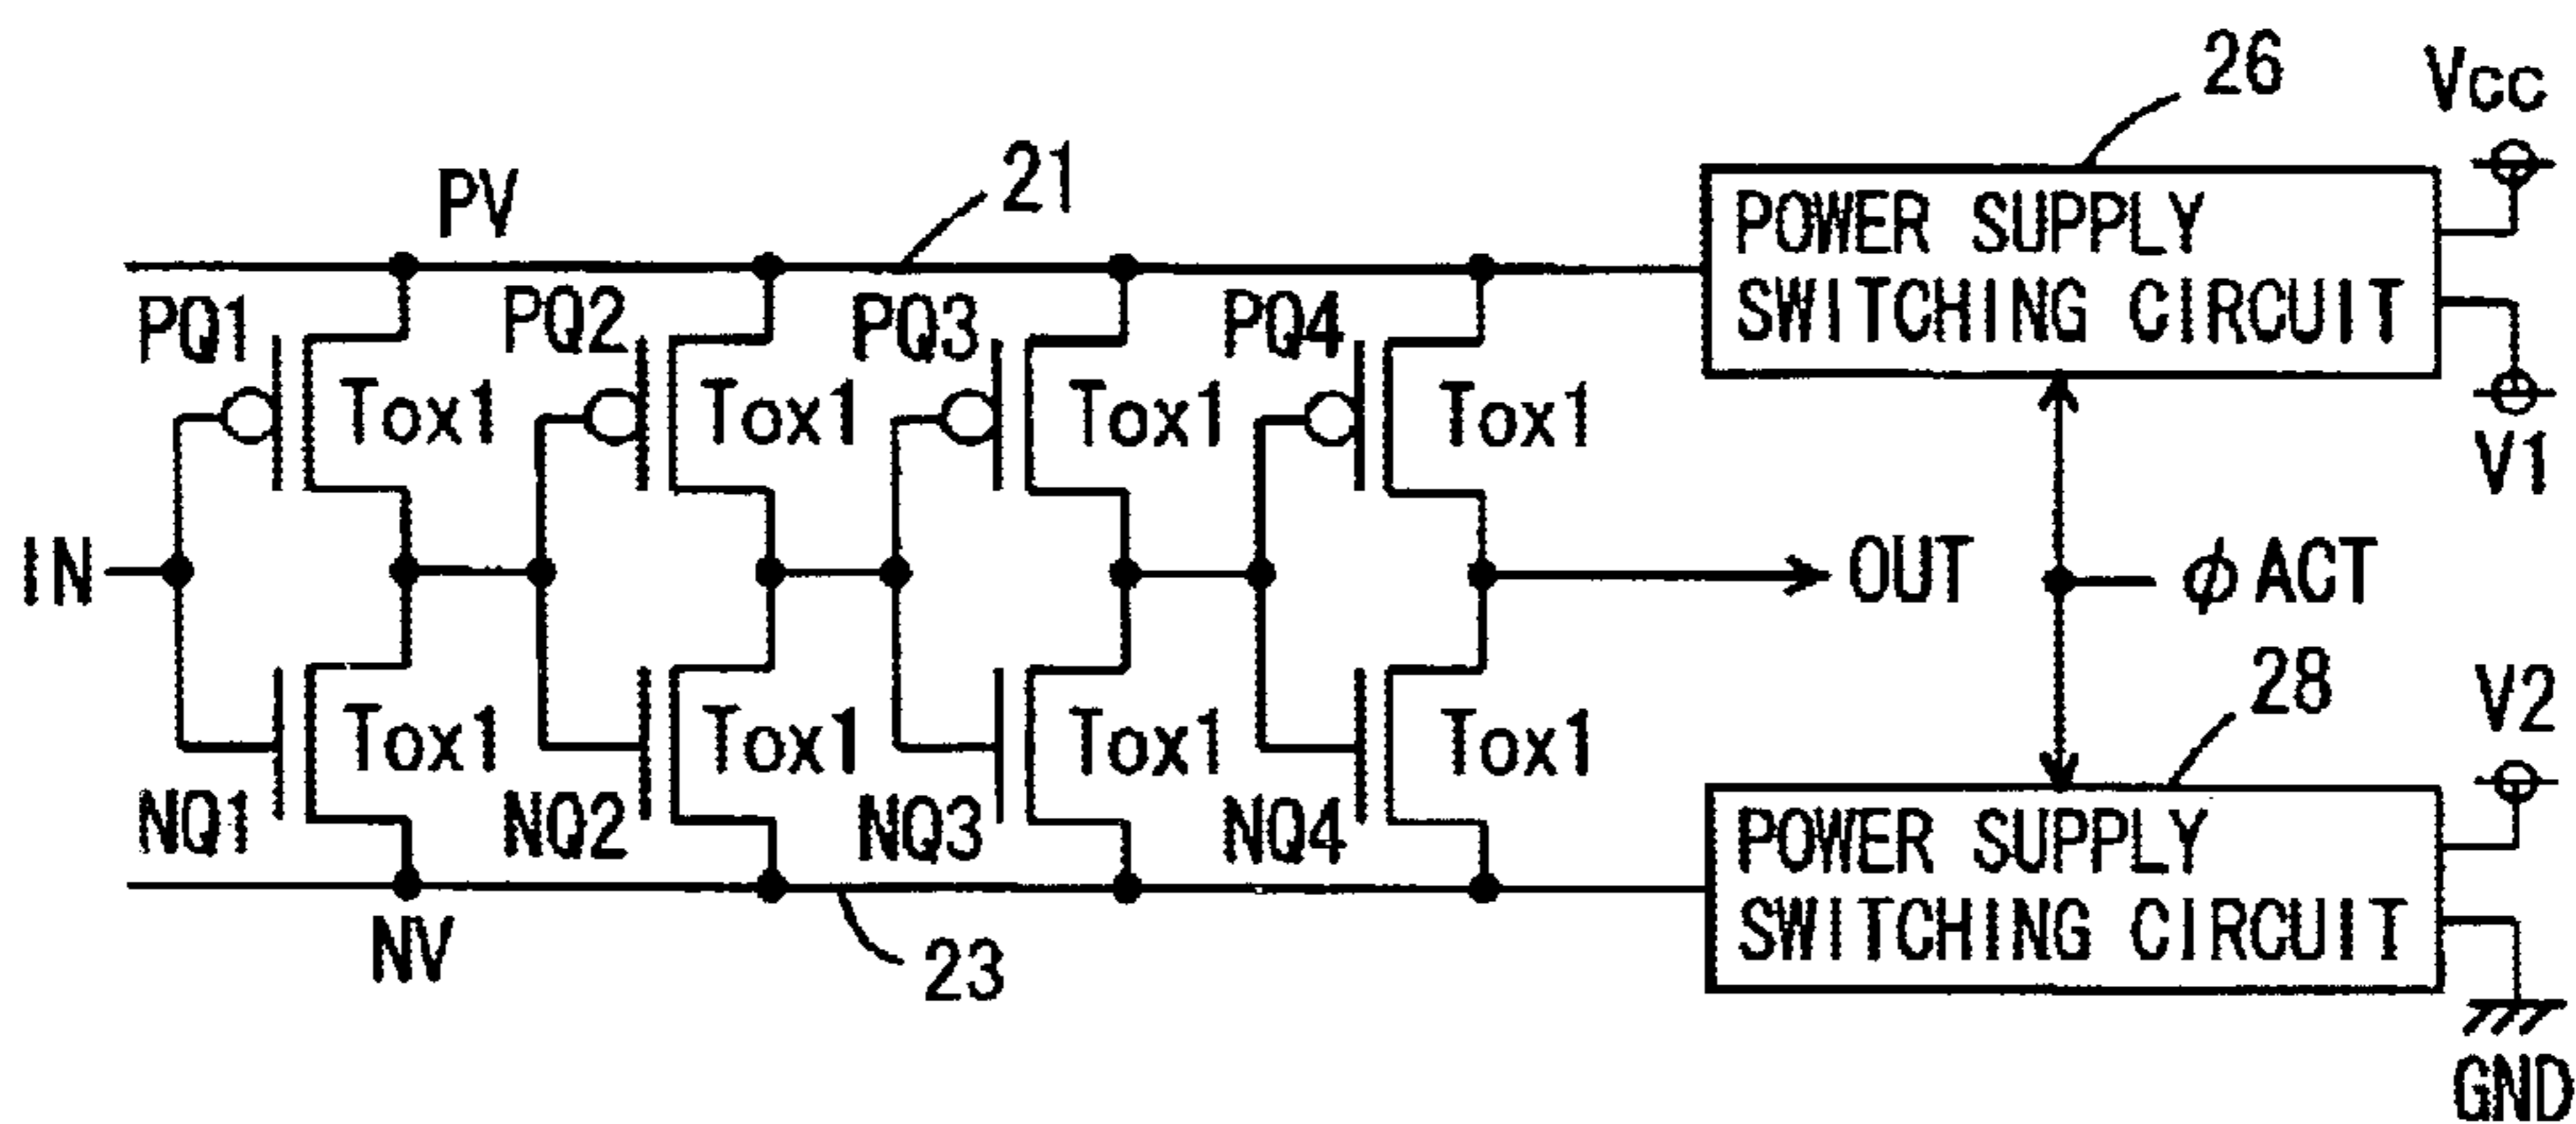 26
Vcc
21
PV
POWER SUPPLY
SWITCHING CIRCUIT
PQ1
PQ2
PQ3
PQ4
Tox1
Tox1
Tox1
Tox1
V1
IN
OUT
φACT
28
V2
Tox1
Tox1
Tox1
Tox1
NQ1
NQ2
NQ3
NQ4
POWER SUPPLY
SWITCHING CIRCUIT
NV
23
GND